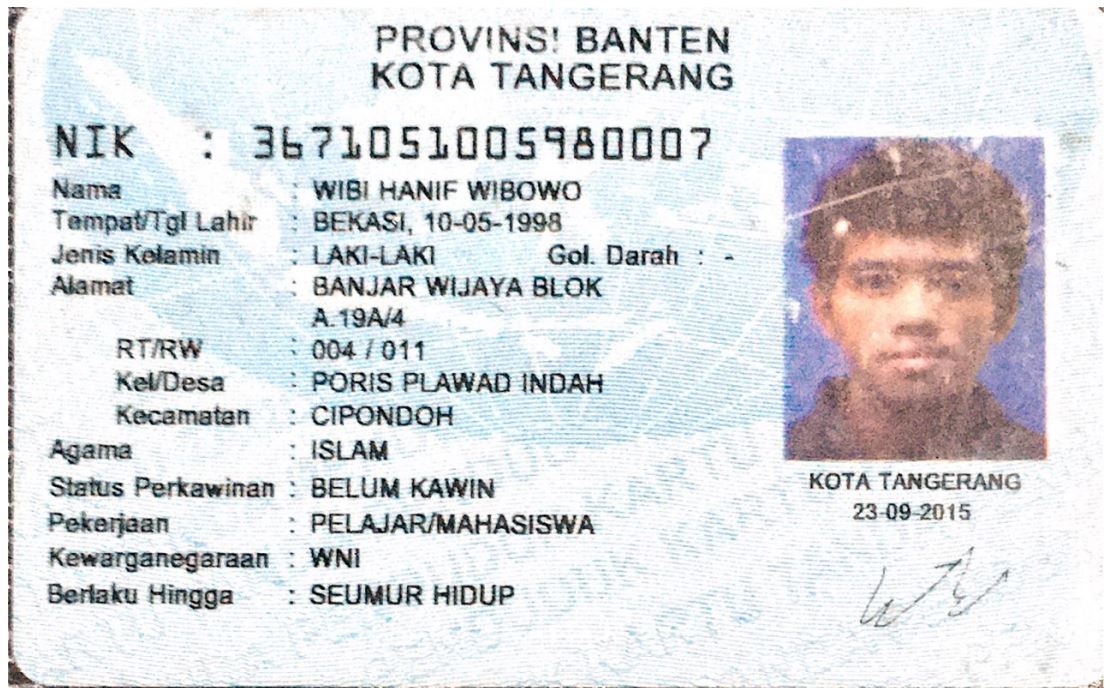 PROVINSI BANTEN
KOTA TANGERANG
NIK : 3671051005980007
Nama : WIBI HANIF WIBOWO
Tempat/Tgl Lahir : BEKASI, 10-05-1998
Jenis Kelamin : LAKI-LAKI Gol. Darah : -
Alamat : BANJAR WIJAYA BLOK
A.19A/4
RT/RW : 004 / 011
Kel/Desa : PORIS PLAWAD INDAH
Kecamatan : CIPONDOH
Agama : ISLAM
Status Perkawinan : BELUM KAWIN
Pekerjaan : PELAJAR/MAHASISWA
Kewarganegaraan : WNI
Berlaku Hingga : SEUMUR HIDUP
KOTA TANGERANG
23-09-2015